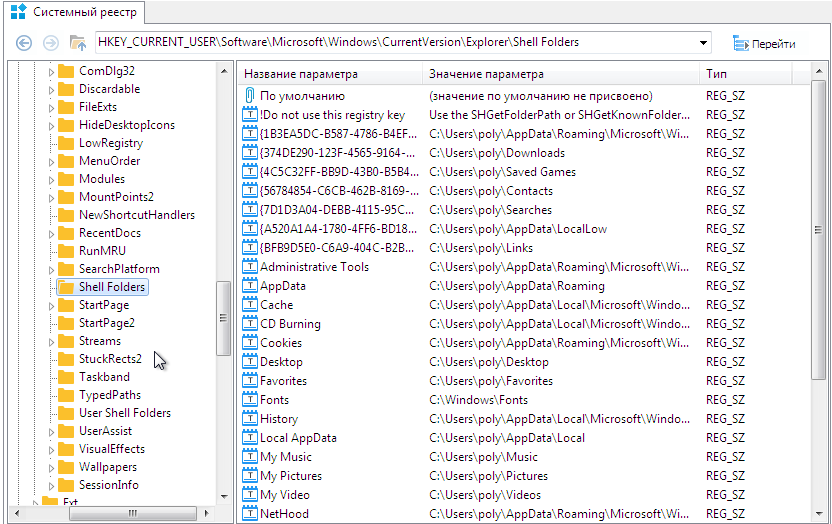 Системный реестр
HKEY_CURRENT_USER\Software\Microsoft\Windows\CurrentVersion\Explorer\Shell Folders
Перейти
ComDlg32
Discardable
FileExts
HideDesktopIcons
LowRegistry
MenuOrder
Modules
MountPoints2
NewShortcutHandlers
RecentDocs
RunMRU
SearchPlatform
Shell Folders
StartPage
StartPage2
Streams
StuckRects2
Taskband
TypedPaths
User Shell Folders
UserAssist
VisualEffects
Wallpapers
SessionInfo
Ext
Название параметра Значение параметра Тип
По умолчанию (значение по умолчанию не присвоено) REG_SZ
!Do not use this registry key Use the SHGetFolderPath or SHGetKnownFolder... REG_SZ
{1B3EA5DC-B587-4786-B4EF... C:\Users\poly\AppData\Roaming\Microsoft\Wi... REG_SZ
{374DE290-123F-4565-9164-... C:\Users\poly\Downloads REG_SZ
{4C5C32FF-BB9D-43B0-B5B4... C:\Users\poly\Saved Games REG_SZ
{56784854-C6CB-462B-8169-... C:\Users\poly\Contacts REG_SZ
{7D1D3A04-DEBB-4115-95C... C:\Users\poly\Searches REG_SZ
{A520A1A4-1780-4FF6-BD18... C:\Users\poly\AppData\LocalLow REG_SZ
{BFB9D5E0-C6A9-404C-B2B... C:\Users\poly\Links REG_SZ
Administrative Tools C:\Users\poly\AppData\Roaming\Microsoft\Wi... REG_SZ
AppData C:\Users\poly\AppData\Roaming REG_SZ
Cache C:\Users\poly\AppData\Local\Microsoft\Windo... REG_SZ
CD Burning C:\Users\poly\AppData\Local\Microsoft\Windo... REG_SZ
Cookies C:\Users\poly\AppData\Roaming\Microsoft\Wi... REG_SZ
Desktop C:\Users\poly\Desktop REG_SZ
Favorites C:\Users\poly\Favorites REG_SZ
Fonts C:\Windows\Fonts REG_SZ
History C:\Users\poly\AppData\Local\Microsoft\Windo... REG_SZ
Local AppData C:\Users\poly\AppData\Local REG_SZ
My Music C:\Users\poly\Music REG_SZ
My Pictures C:\Users\poly\Pictures REG_SZ
My Video C:\Users\poly\Videos REG_SZ
NetHood C:\Users\poly\AppData\Roaming\Microsoft\Wi... REG_SZ